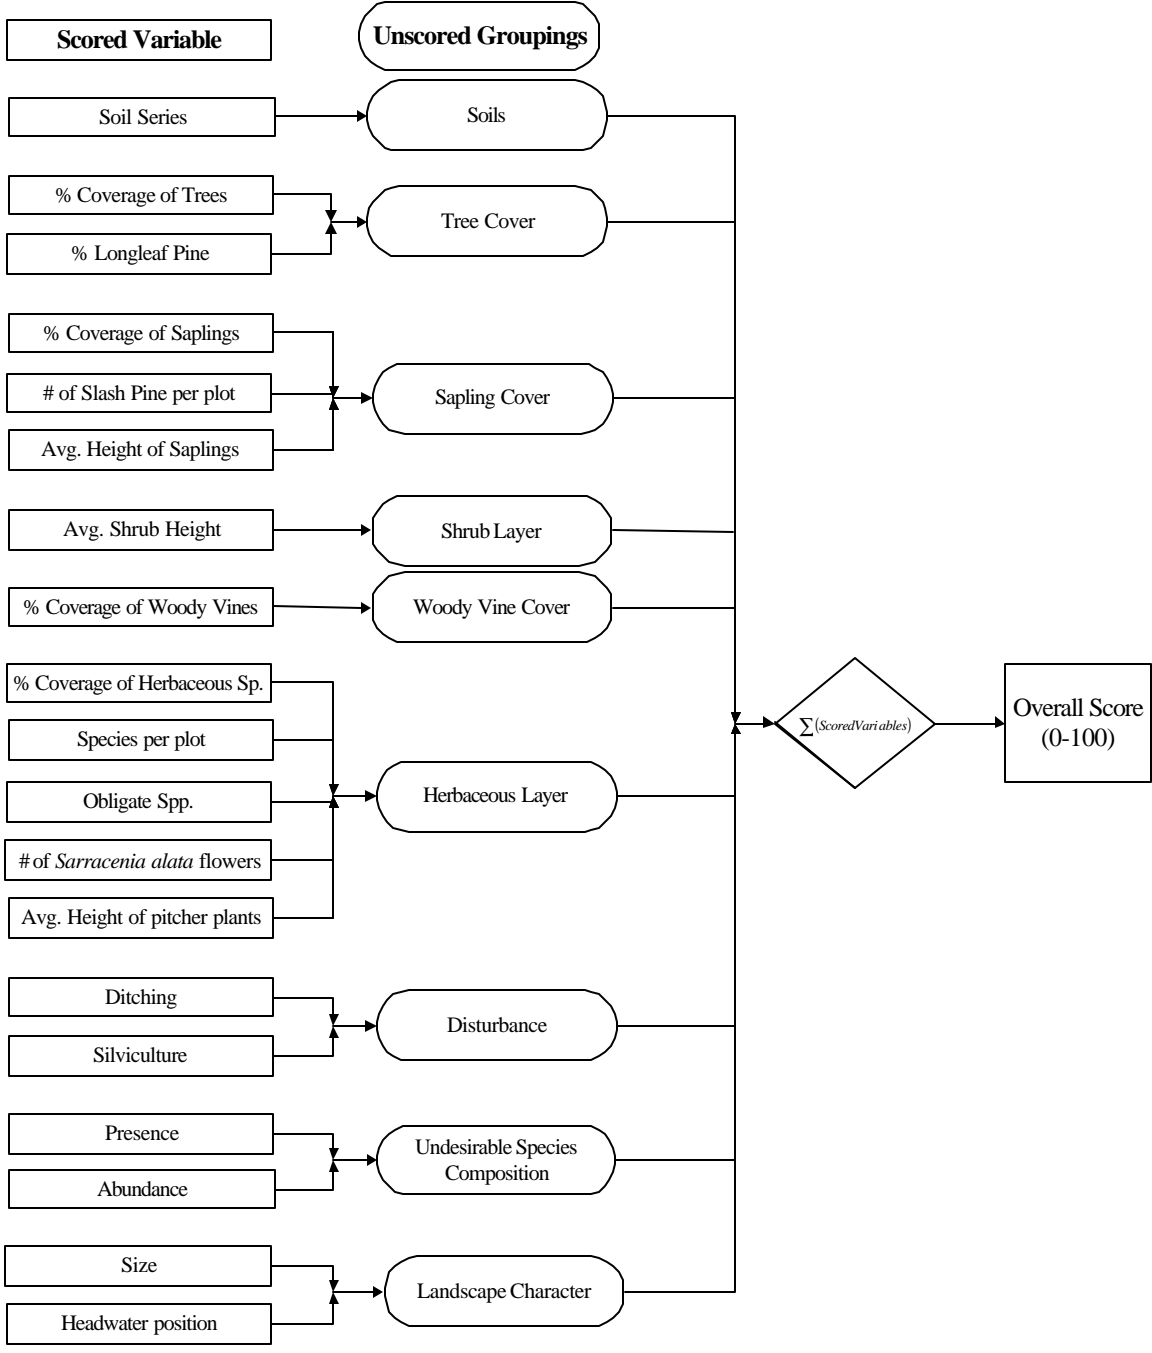 Scored Variable
Unscored Groupings
Soil Series
Soils
% Coverage of Trees
% Longleaf Pine
Tree Cover
% Coverage of Saplings
# of Slash Pine per plot
Avg. Height of Saplings
Sapling Cover
Avg. Shrub Height
Shrub Layer
% Coverage of Woody Vines
Woody Vine Cover
% Coverage of Herbaceous Sp.
Species per plot
Obligate Spp.
# of Sarracenia alata flowers
Avg. Height of pitcher plants
Herbaceous Layer
Ditching
Silviculture
Disturbance
Presence
Abundance
Undesirable Species
Composition
Size
Headwater position
Landscape Character
∑(ScoredVariables)
Overall Score
(0-100)